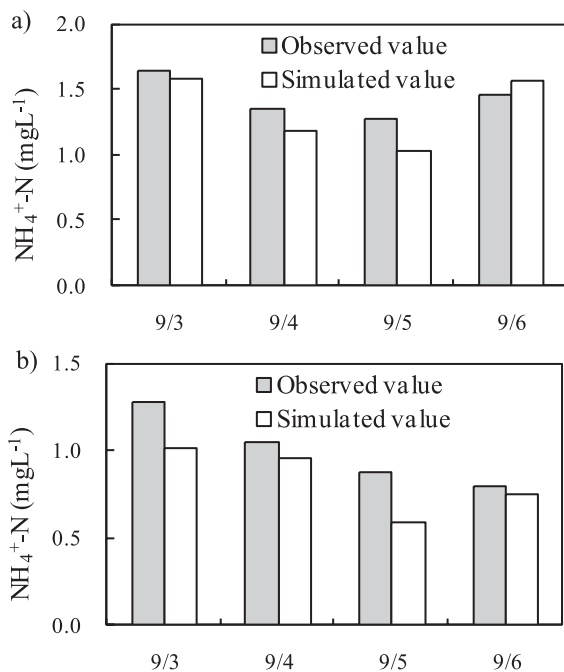 a)
2.0
1.5
1.0
0.5
0.0
NH₄⁺-N (mgL⁻¹)
Observed value
Simulated value
9/3 9/4 9/5 9/6
b)
1.5
1.0
0.5
0.0
NH₄⁺-N (mgL⁻¹)
Observed value
Simulated value
9/3 9/4 9/5 9/6